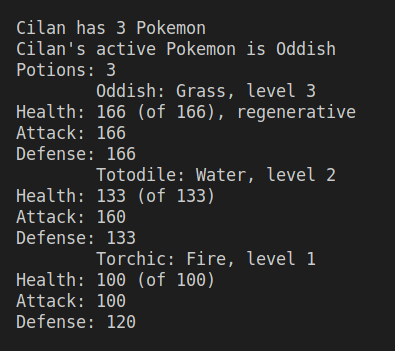 Cilan has 3 Pokemon
Cilan's active Pokemon is Oddish
Potions: 3
Oddish: Grass, level 3
Health: 166 (of 166), regenerative
Attack: 166
Defense: 166
Totodile: Water, level 2
Health: 133 (of 133)
Attack: 160
Defense: 133
Torchic: Fire, level 1
Health: 100 (of 100)
Attack: 100
Defense: 120